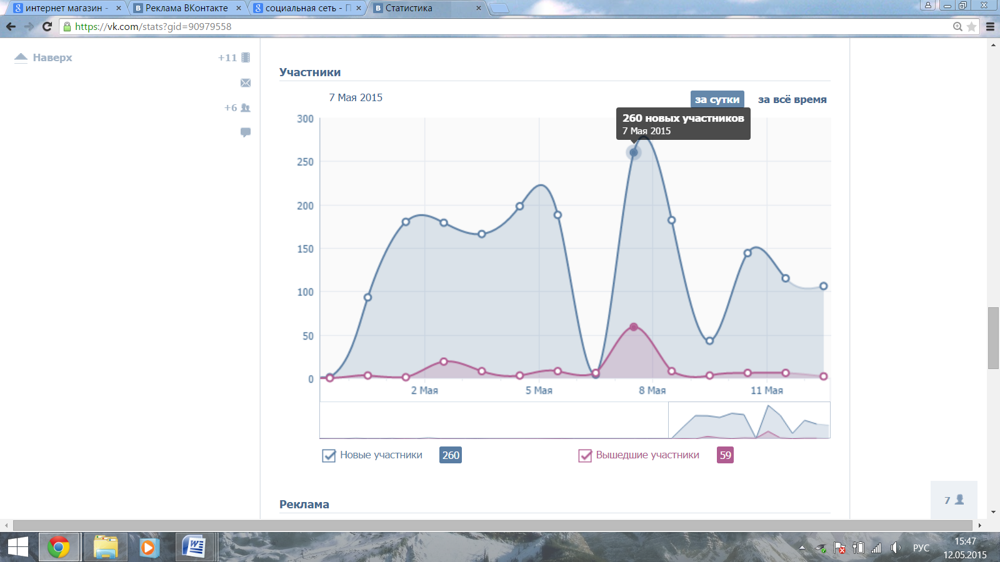 интернет магазин -
Реклама ВКонтакте
социальная сеть - П
Статистика
https://vk.com/stats?gid=90979558
Наверх
+11
+6
Участники
7 Мая 2015
за сутки
за всё время
260 новых участников
7 Мая 2015
300
250
200
150
100
50
0
2 Мая
5 Мая
8 Мая
11 Мая
Новые участники 260
Вышедшие участники 59
Реклама
7
РУС
15:47
12.05.2015